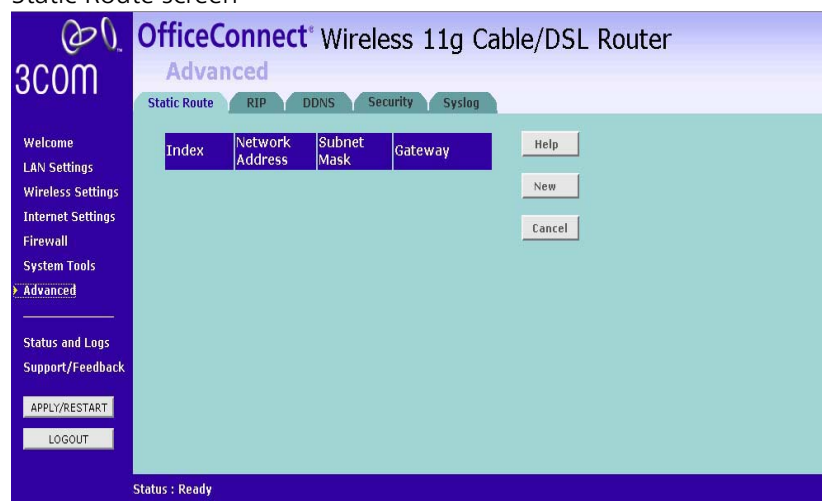 Static Route screen
3COM
OfficeConnect® Wireless 11g Cable/DSL Router
Advanced
Static Route RIP DDNS Security Syslog
Welcome
LAN Settings
Wireless Settings
Internet Settings
Firewall
System Tools
Advanced
Status and Logs
Support/Feedback
APPLY/RESTART
LOGOUT
Index Network Address Subnet Mask Gateway
Help
New
Cancel
Status : Ready